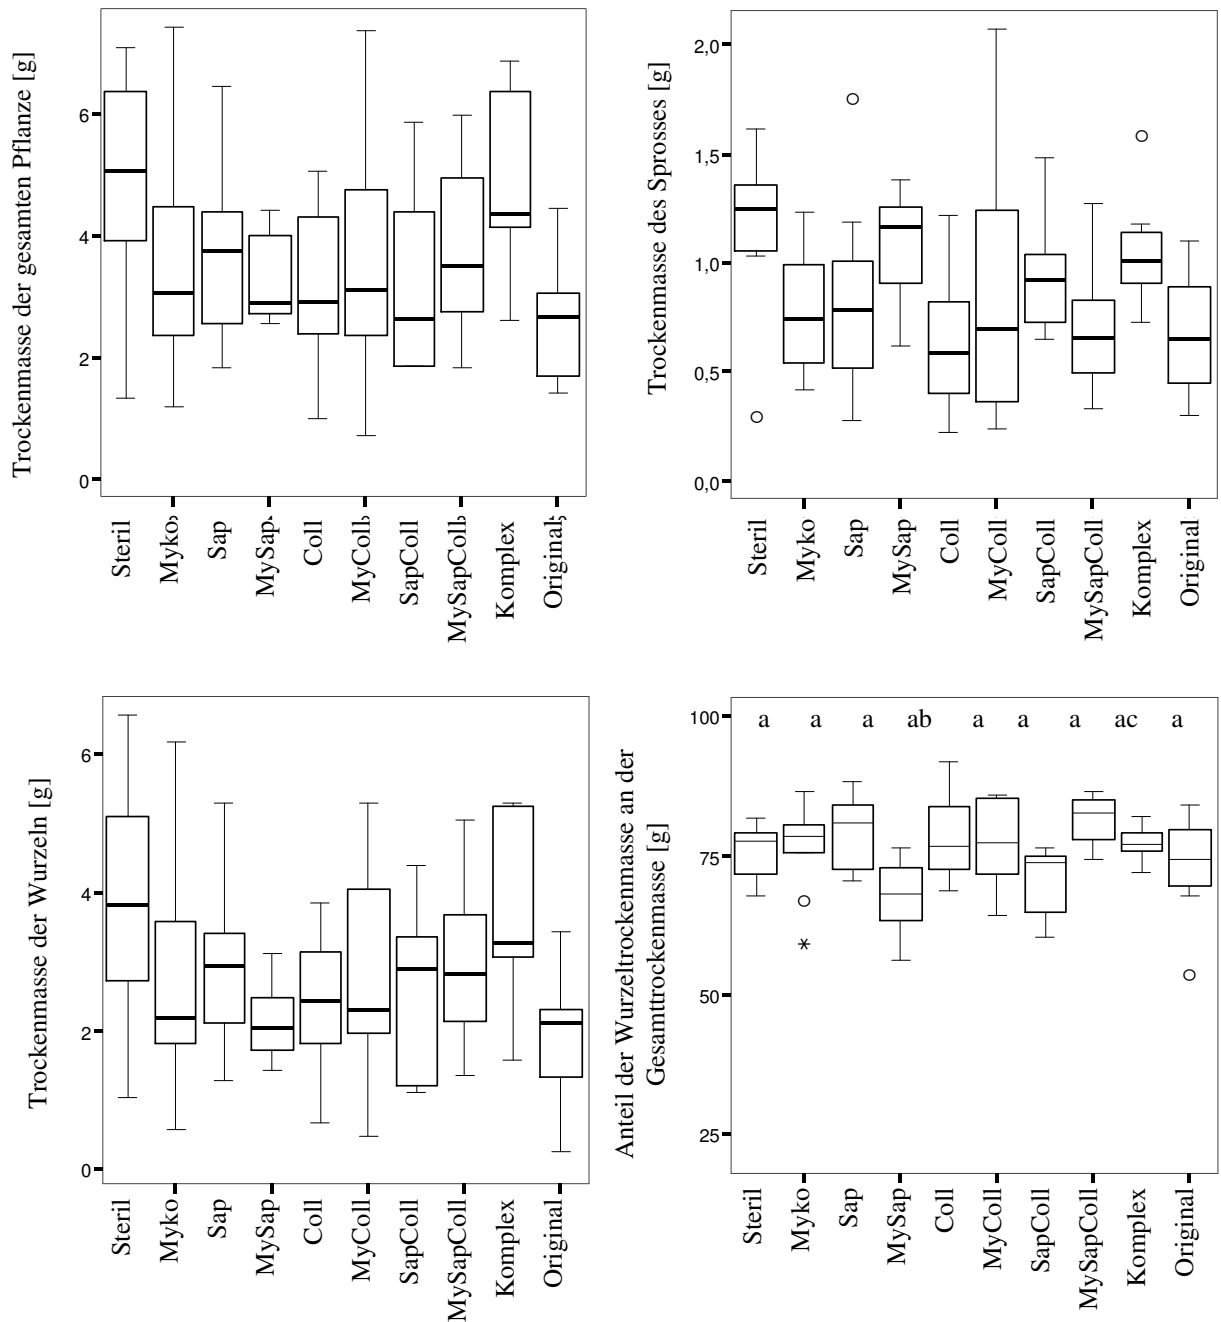 Trockenmasse der gesamten Pflanze [g]
6
4
2
0
Steril
Myko,
Sap
MySap
Coll
MyColl
SapColl
MySapColl
Komplex
Original,
Trockenmasse des Sprosses [g]
2,0
1,5
1,0
0,5
0,0
Steril
Myko
Sap
MySap
Coll
MyColl
SapColl
MySapColl
Komplex
Original
Trockenmasse der Wurzeln [g]
6
4
2
0
Steril
Myko
Sap
MySap
Coll
MyColl
SapColl
MySapColl
Komplex
Original
Anteil der Wurzeltrockenmasse an der
Gesamttrockenmasse [g]
100
75
50
25
a a a ab a a a ac a
Steril
Myko
Sap
MySap
Coll
MyColl
SapColl
MySapColl
Komplex
Original